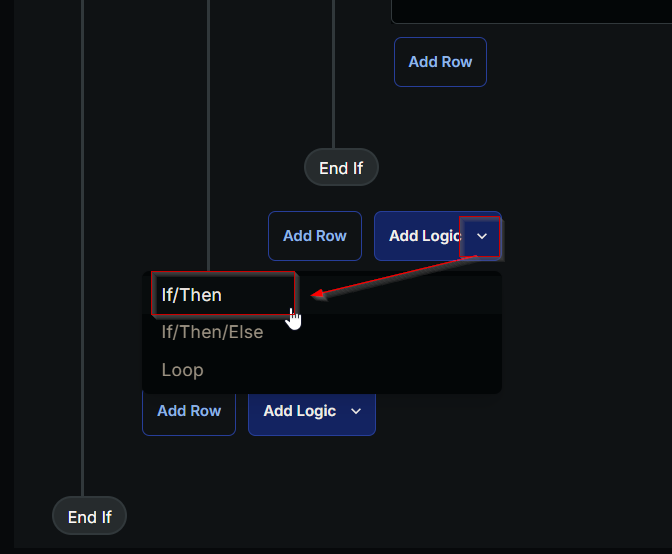 Add Row
End If
Add Row
Add Logic
If/Then
If/Then/Else
Loop
Add Row
Add Logic
End If